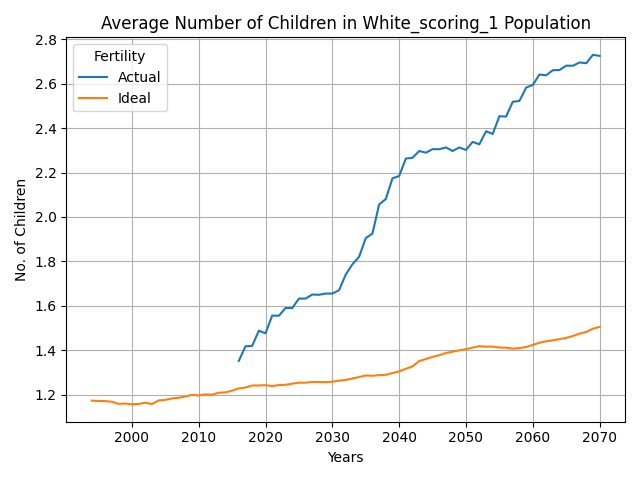 Average Number of Children in White_scoring_1 Population
No. of Children
2.8
2.6
2.4
2.2
2.0
1.8
1.6
1.4
1.2
Fertility
Actual
Ideal
2000 2010 2020 2030 2040 2050 2060 2070
Years